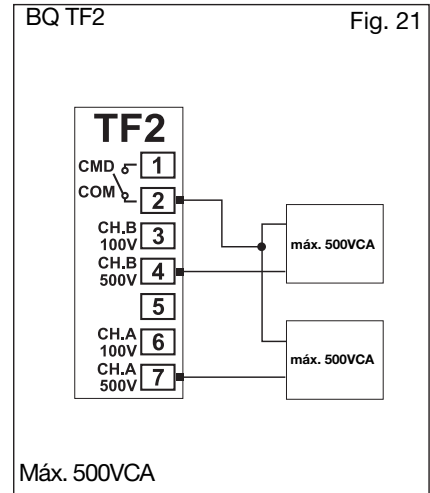 BQ TF2
Fig. 21
TF2
CMD
1
COM
2
CH.B
100V
3
CH.B
500V
4
5
CH.A
100V
6
CH.A
500V
7
máx. 500VCA
máx. 500VCA
Máx. 500VCA